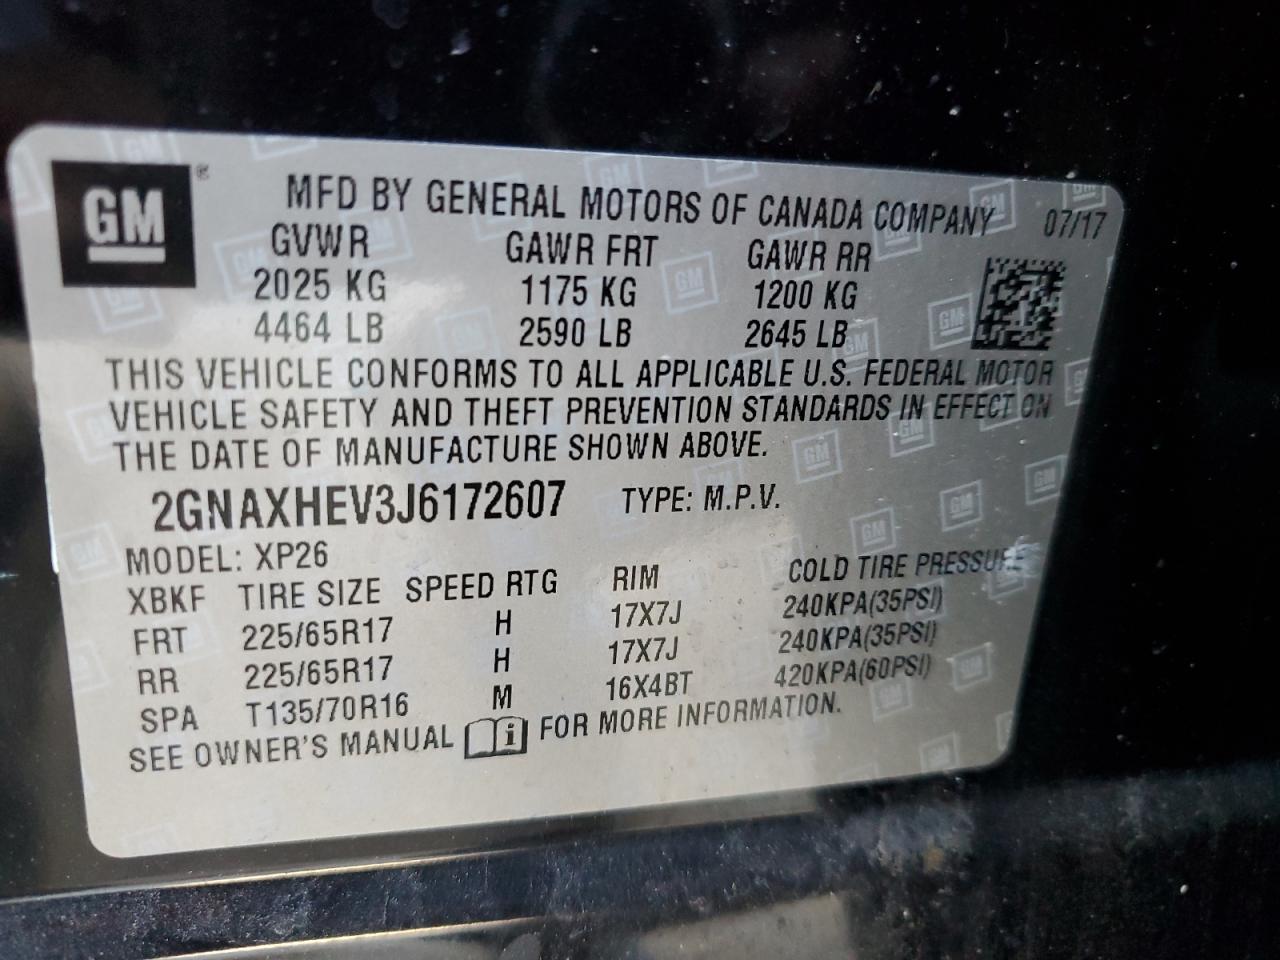 GM ®
MFD BY GENERAL MOTORS OF CANADA COMPANY 07/17
GVWR GAWR FRT GAWR RR
2025 KG 1175 KG 1200 KG
4464 LB 2590 LB 2645 LB
THIS VEHICLE CONFORMS TO ALL APPLICABLE U.S. FEDERAL MOTOR
VEHICLE SAFETY AND THEFT PREVENTION STANDARDS IN EFFECT ON
THE DATE OF MANUFACTURE SHOWN ABOVE.
2GNAXHEV3J6172607 TYPE: M.P.V.
MODEL: XP26
XBKF TIRE SIZE SPEED RTG RIM COLD TIRE PRESSURE
FRT 225/65R17 H 17X7J 240KPA(35PSI)
RR 225/65R17 H 17X7J 240KPA(35PSI)
SPA T135/70R16 M 16X4BT 420KPA(60PSI)
SEE OWNER'S MANUAL i FOR MORE INFORMATION.